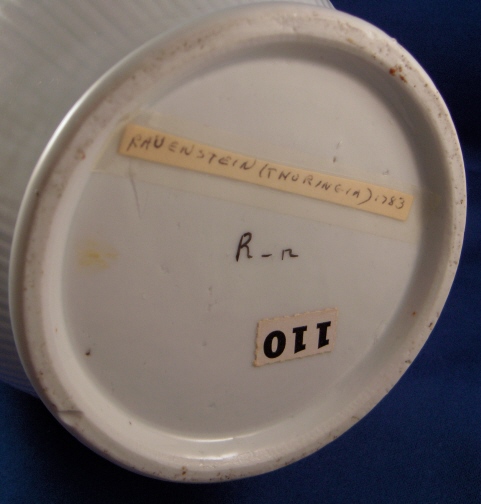 RAUENSTEIN (THURINGIA) 1783
R-n
110